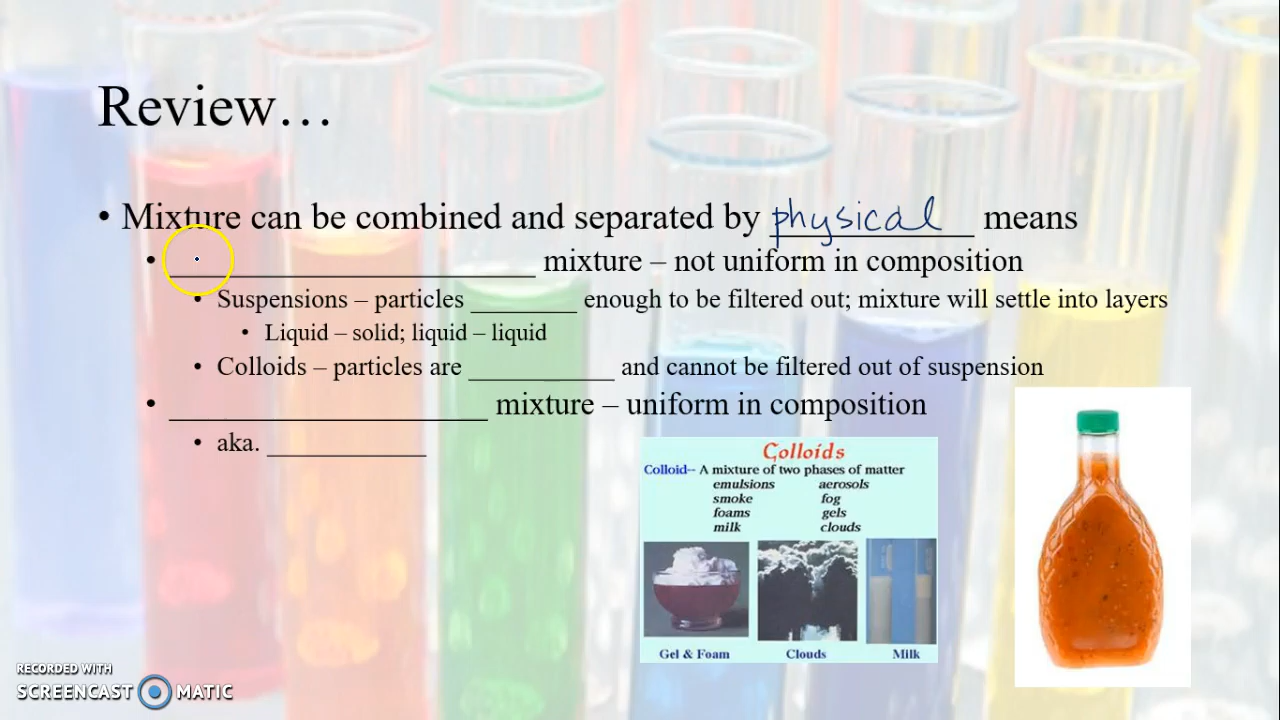 Review…
• Mixture can be combined and separated by physical means
• ____________________ mixture – not uniform in composition
• Suspensions – particles ________ enough to be filtered out; mixture will settle into layers
• Liquid – solid; liquid – liquid
• Colloids – particles are ___________ and cannot be filtered out of suspension
• ____________________ mixture – uniform in composition
• aka. ____________
Colloids
Colloid-- A mixture of two phases of matter
emulsions aerosols
smoke fog
foams gels
milk clouds
Gel & Foam Clouds Milk
RECORDED WITH
SCREENCAST MATIC